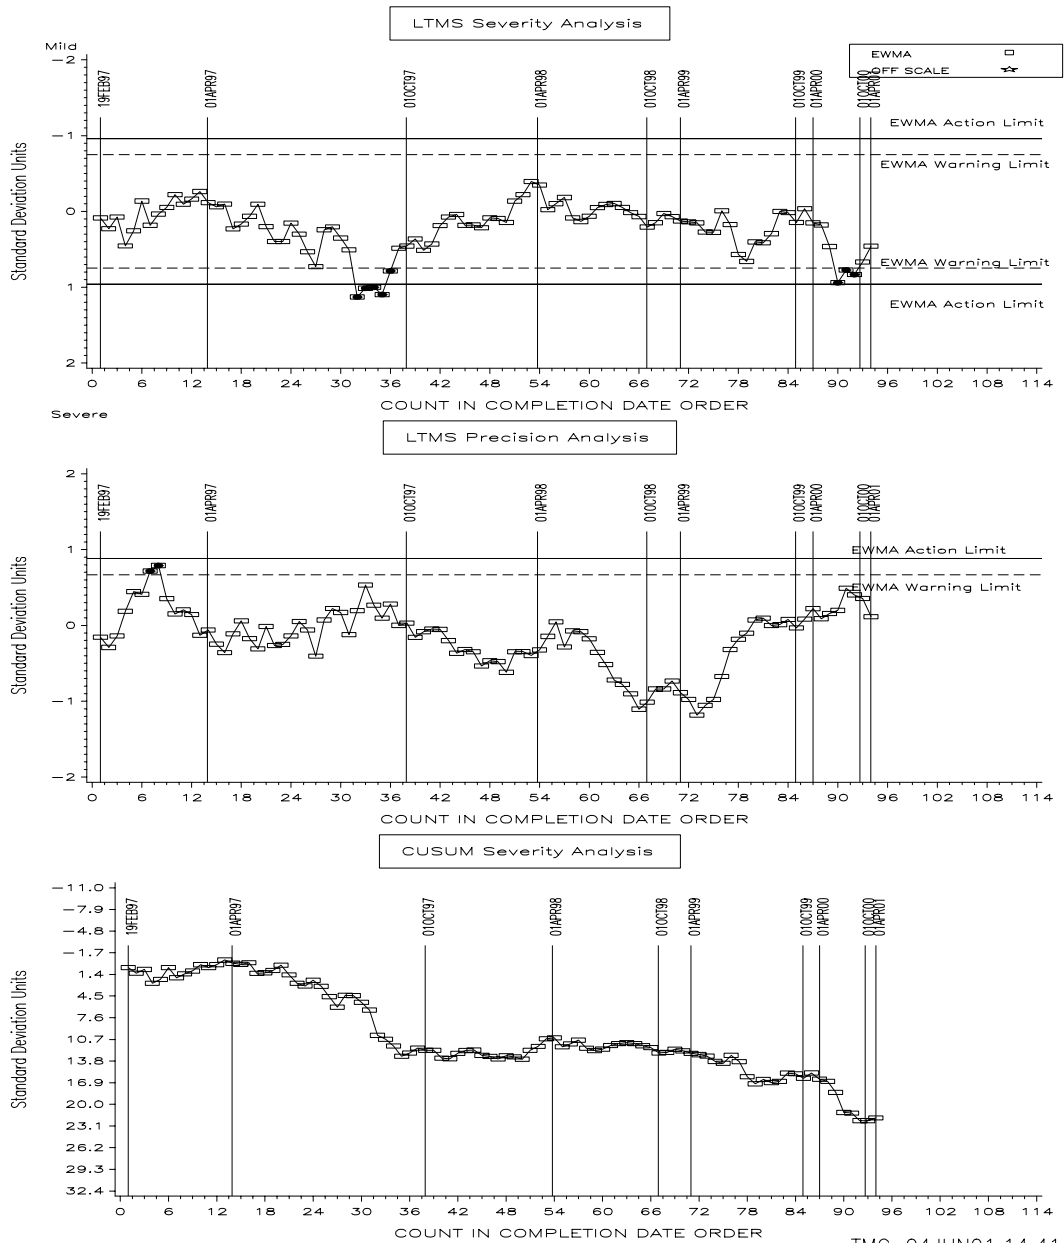 LTMS Severity Analysis
Mild
EWMA
OFF SCALE
-2
-1
0
1
2
Standard Deviation Units
19FEB97
01APR97
01OCT97
01APR98
01OCT98
01APR99
01OCT99
01APR00
01OCT00
01APR01
EWMA Action Limit
EWMA Warning Limit
EWMA Warning Limit
EWMA Action Limit
0 6 12 18 24 30 36 42 48 54 60 66 72 78 84 90 96 102 108 114
COUNT IN COMPLETION DATE ORDER
Severe
LTMS Precision Analysis
2
1
0
-1
-2
Standard Deviation Units
19FEB97
01APR97
01OCT97
01APR98
01OCT98
01APR99
01OCT99
01APR00
01OCT00
01APR01
EWMA Action Limit
EWMA Warning Limit
0 6 12 18 24 30 36 42 48 54 60 66 72 78 84 90 96 102 108 114
COUNT IN COMPLETION DATE ORDER
CUSUM Severity Analysis
-11.0
-7.9
-4.8
-1.7
1.4
4.5
7.6
10.7
13.8
16.9
20.0
23.1
26.2
29.3
32.4
Standard Deviation Units
19FEB97
01APR97
01OCT97
01APR98
01OCT98
01APR99
01OCT99
01APR00
01OCT00
01APR01
0 6 12 18 24 30 36 42 48 54 60 66 72 78 84 90 96 102 108 114
COUNT IN COMPLETION DATE ORDER